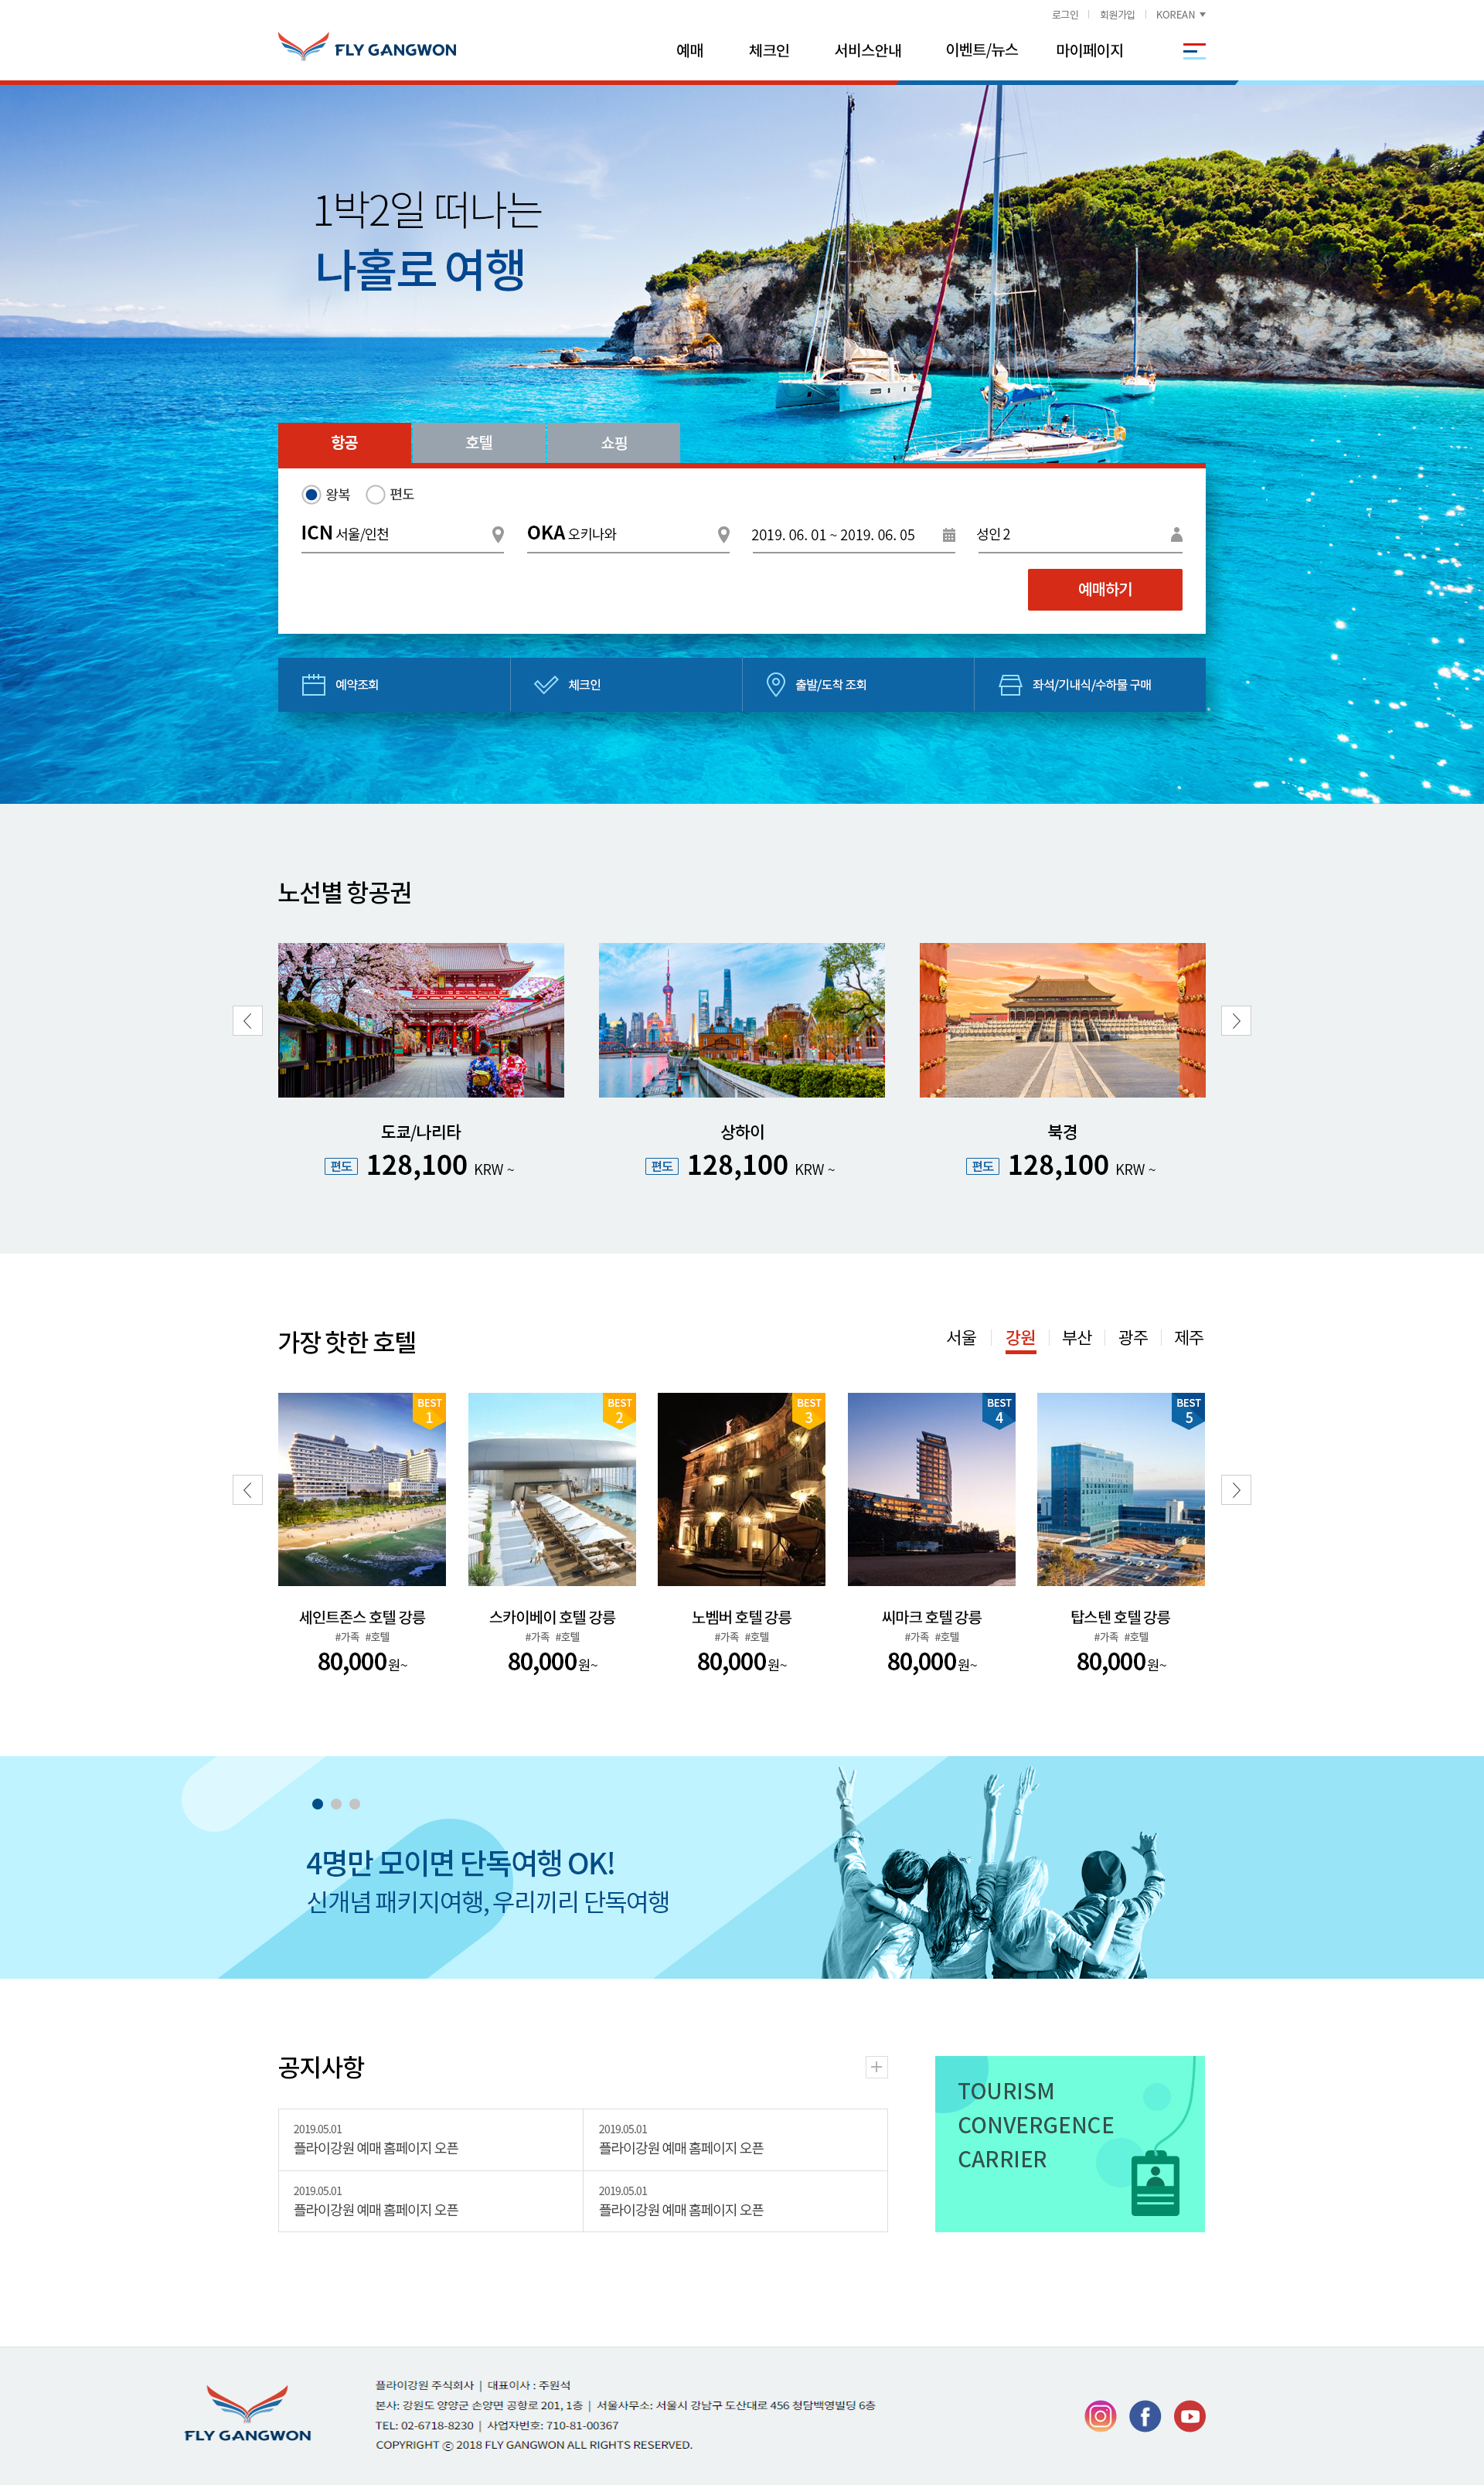 로그인 회원가입 KOREAN
FLY GANGWON
예매 체크인 서비스안내 이벤트/뉴스 마이페이지
1박2일 떠나는
나홀로 여행
항공 호텔 쇼핑
왕복 편도
ICN 서울/인천 OKA 오키나와 2019. 06. 01 ~ 2019. 06. 05 성인 2
예매하기
예약조회 체크인 출발/도착 조회 좌석/기내식/수하물 구매
노선별 항공권
도쿄/나리타 상하이 북경
편도 128,100 KRW ~ 편도 128,100 KRW ~ 편도 128,100 KRW ~
가장 핫한 호텔
서울 강원 부산 광주 제주
BEST BEST BEST BEST BEST
1 2 3 4 5
세인트존스 호텔 강릉 스카이베이 호텔 강릉 노벰버 호텔 강릉 씨마크 호텔 강릉 탑스텐 호텔 강릉
#가족 #호텔 #가족 #호텔 #가족 #호텔 #가족 #호텔 #가족 #호텔
80,000원~ 80,000원~ 80,000원~ 80,000원~ 80,000원~
4명만 모이면 단독여행 OK!
신개념 패키지여행, 우리끼리 단독여행
공지사항
2019.05.01 2019.05.01
플라이강원 예매 홈페이지 오픈 플라이강원 예매 홈페이지 오픈
2019.05.01 2019.05.01
플라이강원 예매 홈페이지 오픈 플라이강원 예매 홈페이지 오픈
TOURISM
CONVERGENCE
CARRIER
FLY GANGWON
플라이강원 주식회사 | 대표이사 : 주원석
본사: 강원도 양양군 손양면 공항로 201, 1층 | 서울사무소: 서울시 강남구 도산대로 456 청담백영빌딩 6층
TEL: 02-6718-8230 | 사업자번호: 710-81-00367
COPYRIGHT ⓒ 2018 FLY GANGWON ALL RIGHTS RESERVED.